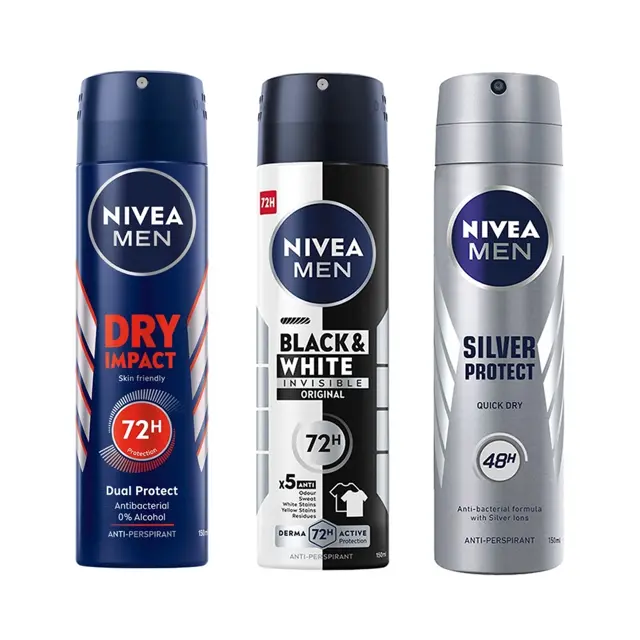 NIVEA
MEN
DRY
IMPACT
Skin friendly
72H
Protection
Dual Protect
Antibacterial
0% Alcohol
ANTI-PERSPIRANT
150ml
72H
NIVEA
MEN
BLACK&
WHITE
INVISIBLE
ORIGINAL
72H
x5 ANTI
Odour
Sweat
White Stains
Yellow Stains
Residues
DERMA 72H ACTIVE
Protection
ANTI-PERSPIRANT
150ml
NIVEA
MEN
SILVER
PROTECT
QUICK DRY
48H
Anti-bacterial formula
with Silver Ions
ANTI-PERSPIRANT
150ml